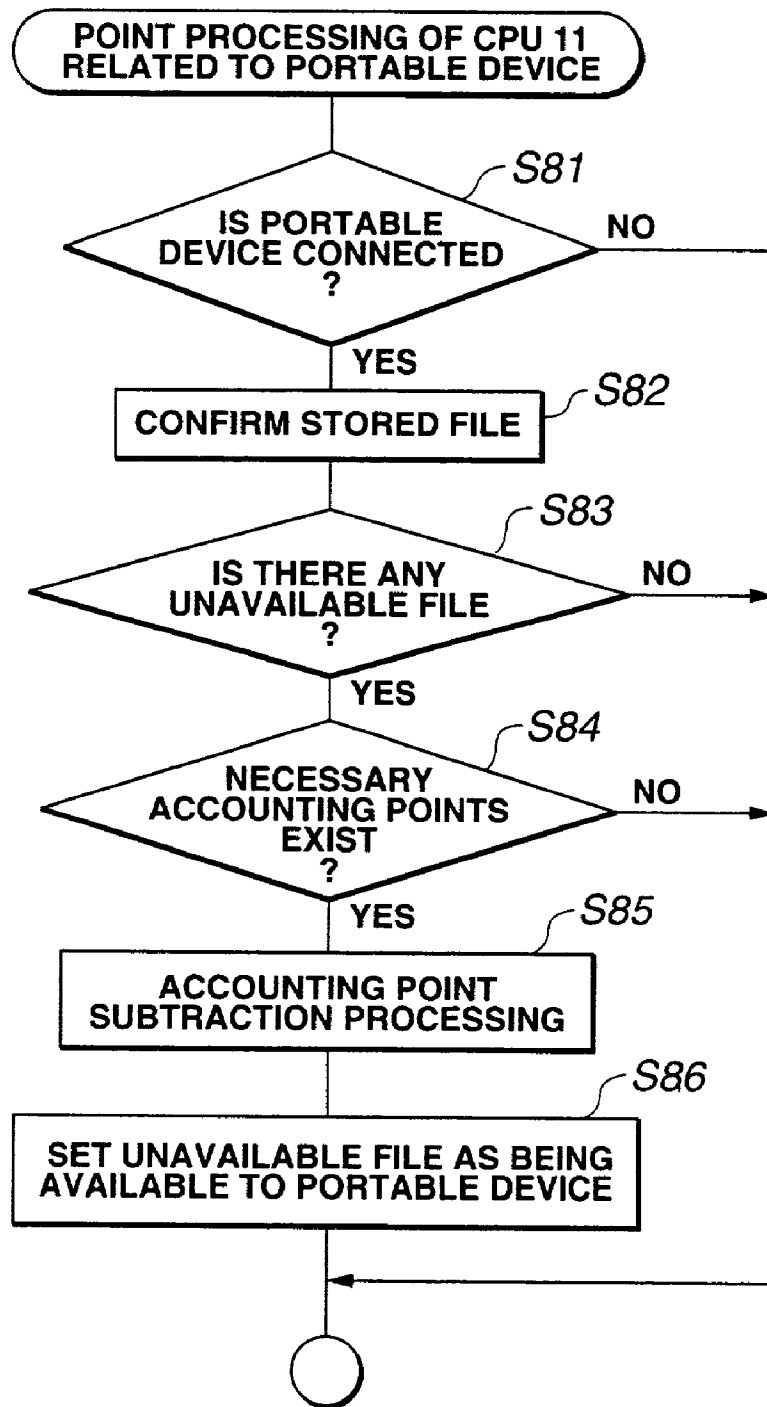 POINT PROCESSING OF CPU 11
RELATED TO PORTABLE DEVICE
S81
IS PORTABLE
DEVICE CONNECTED
?
NO
YES
S82
CONFIRM STORED FILE
S83
IS THERE ANY
UNAVAILABLE FILE
?
NO
YES
S84
NECESSARY
ACCOUNTING POINTS
EXIST
?
NO
YES
S85
ACCOUNTING POINT
SUBTRACTION PROCESSING
S86
SET UNAVAILABLE FILE AS BEING
AVAILABLE TO PORTABLE DEVICE